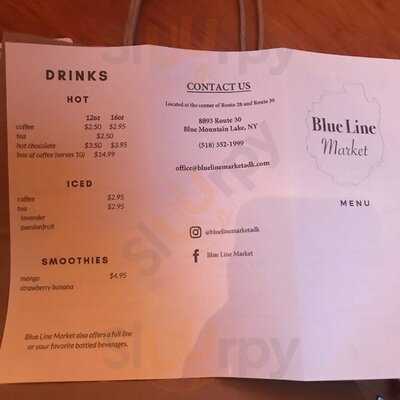 DRINKS
HOT
12oz 16oz
coffee $2.50 $2.95
tea $2.50
hot chocolate $3.50 $3.95
box of coffee (serves 10) $14.99
ICED
coffee $2.95
tea $2.95
lavender
passionfruit
SMOOTHIES
mango $4.95
strawberry banana
Blue Line Market also offers a full line
or your favorite bottled beverages.
CONTACT US
Located at the corner of Route 28 and Route 30
8893 Route 30
Blue Mountain Lake, NY
(518) 352-1999
office@bluelinemarketadk.com
@bluelinemarketadk
Blue Line Market
Blue Line
Market
MENU
sluurpy